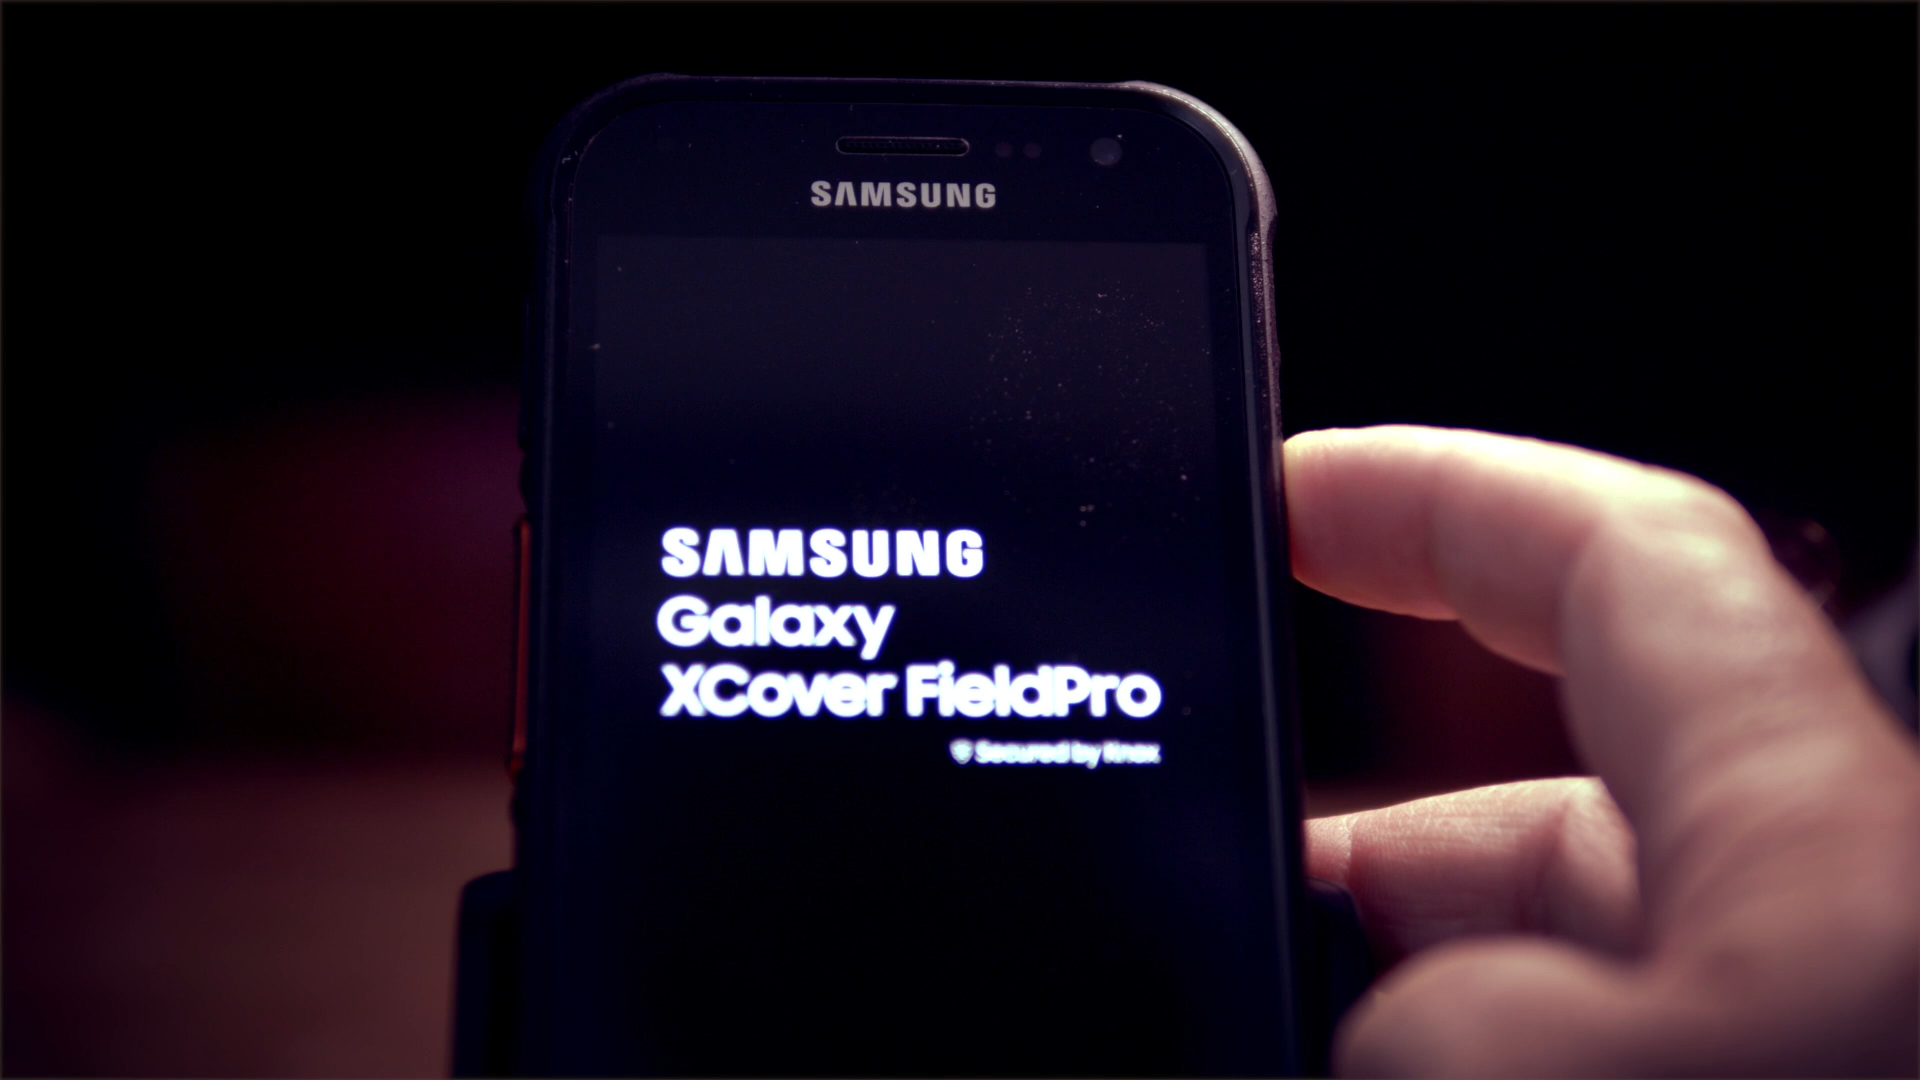 SAMSUNG
SAMSUNG
Galaxy
XCover FieldPro
Secured by Knox